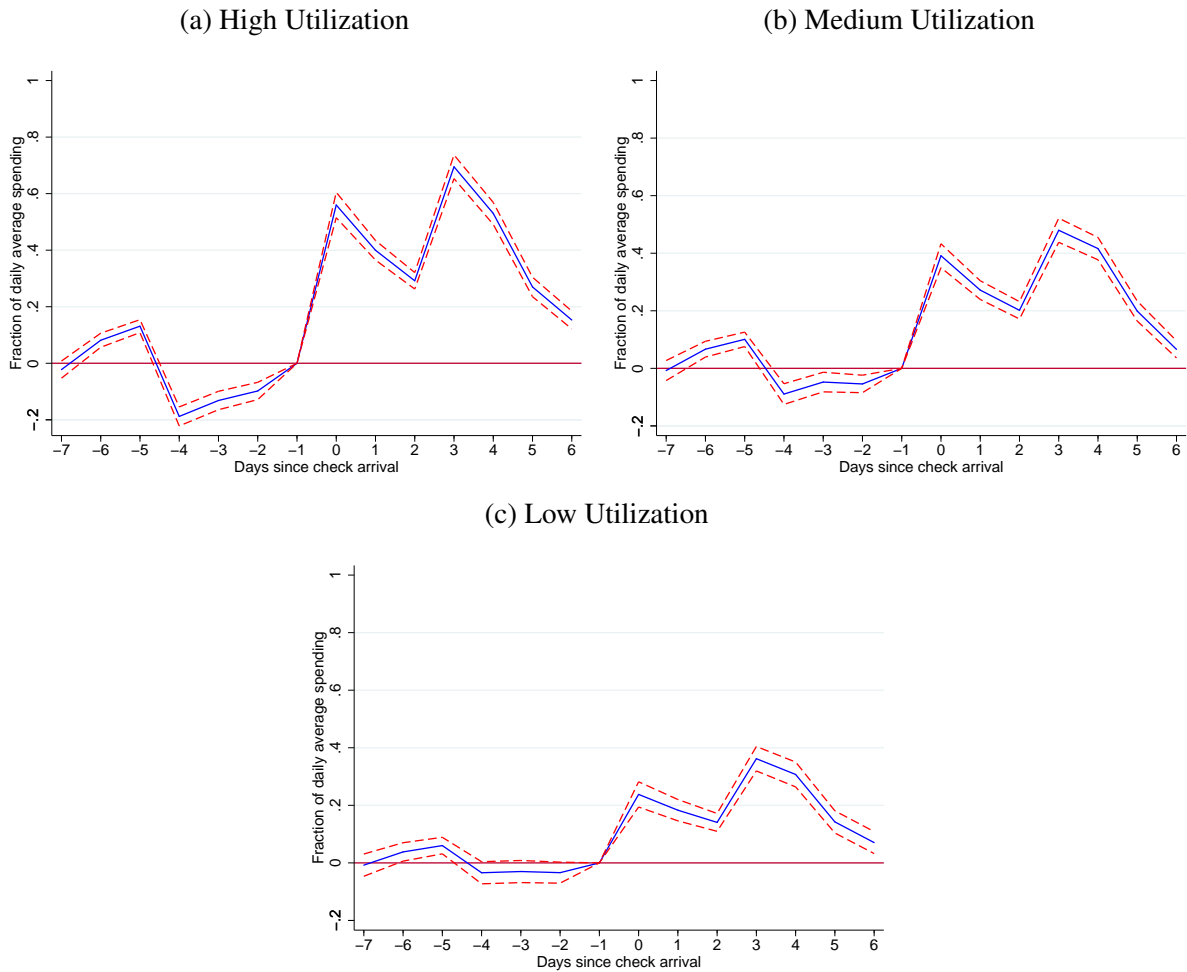 (a) High Utilization
Fraction of daily average spending
1
.8
.6
.4
.2
0
-.2
−7 −6 −5 −4 −3 −2 −1 0 1 2 3 4 5 6
Days since check arrival
(b) Medium Utilization
Fraction of daily average spending
1
.8
.6
.4
.2
0
-.2
−7 −6 −5 −4 −3 −2 −1 0 1 2 3 4 5 6
Days since check arrival
(c) Low Utilization
Fraction of daily average spending
1
.8
.6
.4
.2
0
-.2
−7 −6 −5 −4 −3 −2 −1 0 1 2 3 4 5 6
Days since check arrival